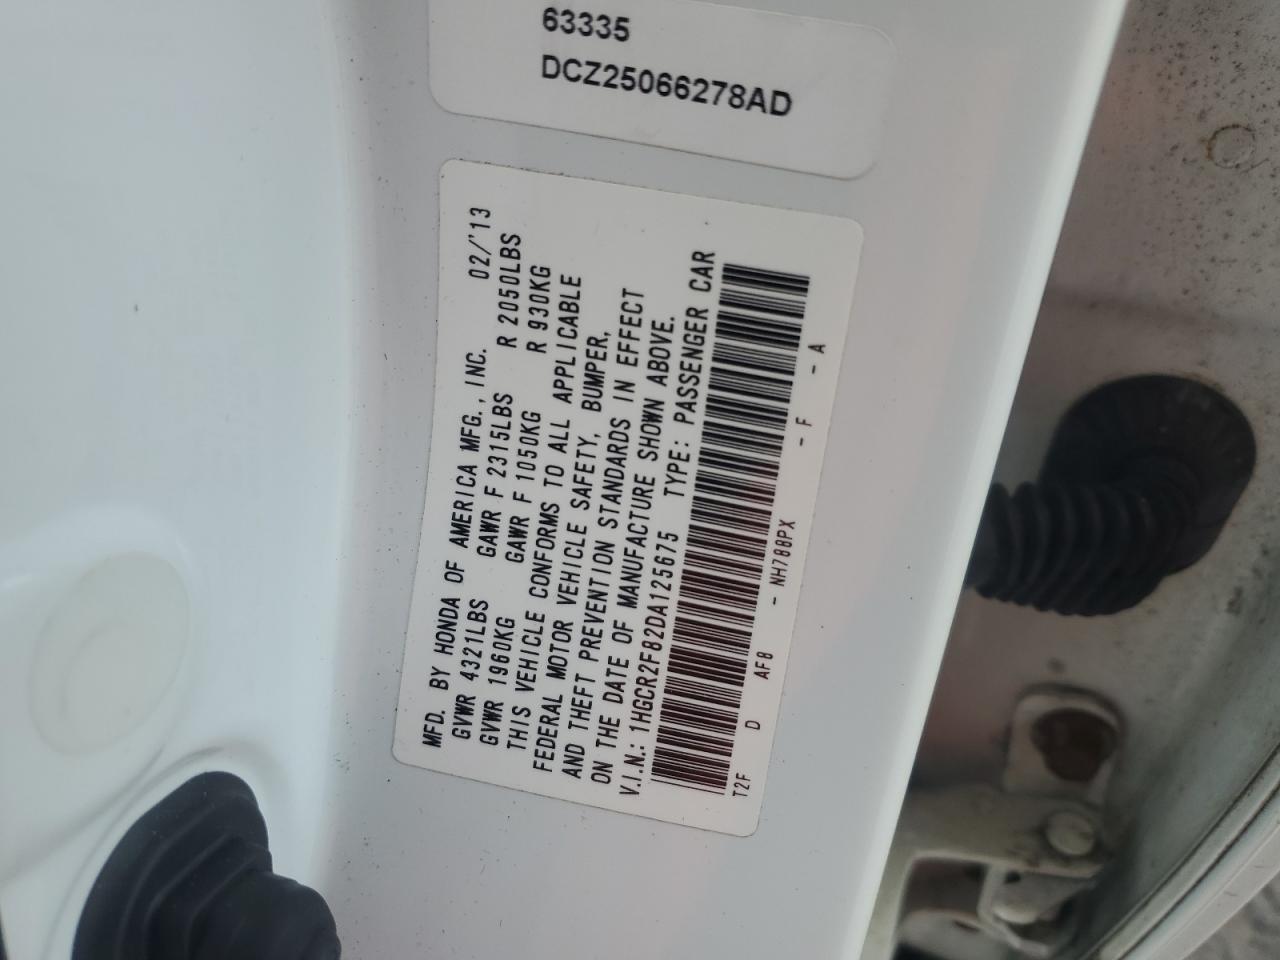 63335
DCZ25066278AD
MFD. BY HONDA OF AMERICA MFG., INC. 02/'13
GVWR 4321LBS GAWR F 2315LBS R 2050LBS
GVWR 1960KG GAWR F 1050KG R 930KG
THIS VEHICLE CONFORMS TO ALL APPLICABLE
FEDERAL MOTOR VEHICLE SAFETY, BUMPER,
AND THEFT PREVENTION STANDARDS IN EFFECT
ON THE DATE OF MANUFACTURE SHOWN ABOVE.
V.I.N.: 1HGCR2F82DA125675 TYPE: PASSENGER CAR
T2F D AF8 - NH788PX - F - A